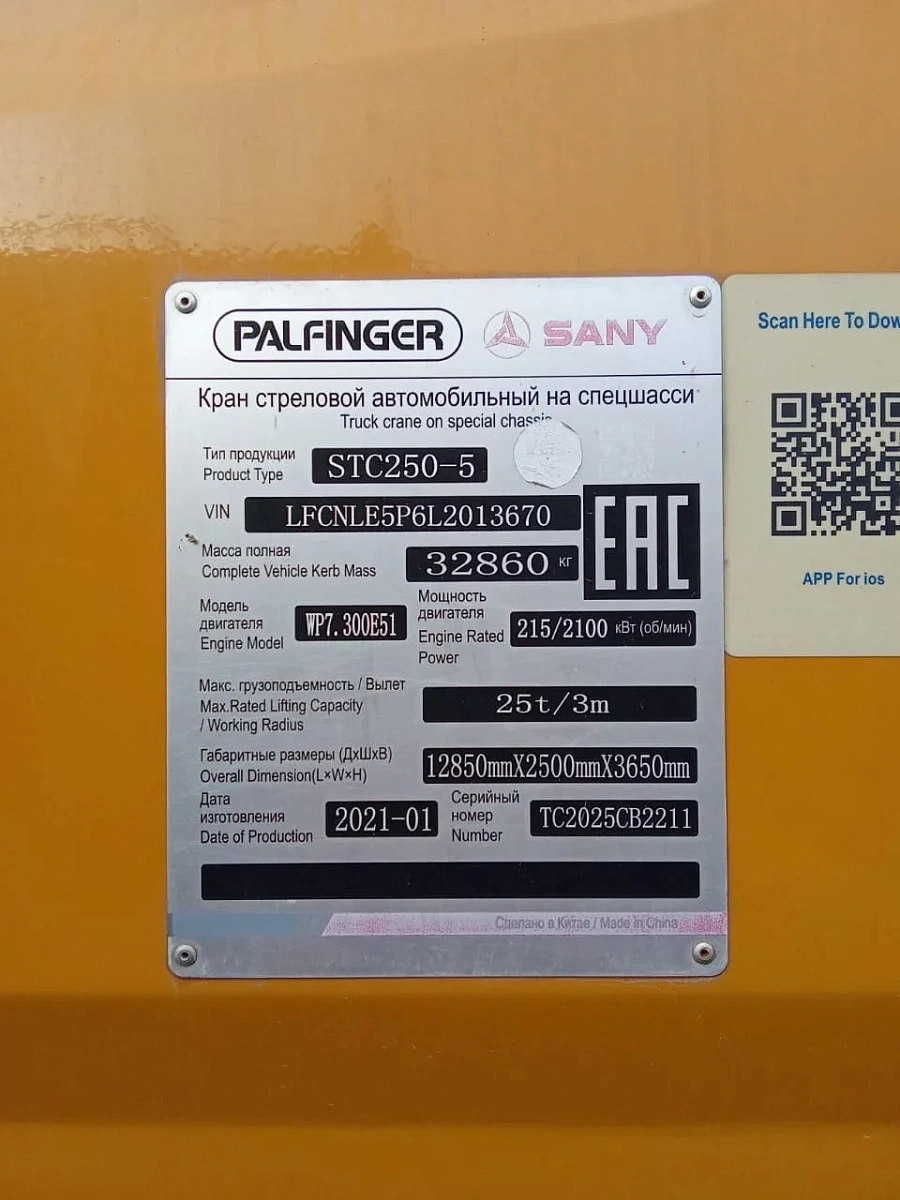 PALFINGER SANY
Кран стреловой автомобильный на спецшасси
Truck crane on special chassis
Тип продукции
Product Type
STC250-5
VIN LFCNLE5P6L2013670
EAC
Масса полная
Complete Vehicle Kerb Mass
32860 кг
Модель
двигателя
Engine Model
WP7.300E51
Мощность
двигателя
Engine Rated
Power
215/2100 кВт (об/мин)
Макс. грузоподъемность / Вылет
Max.Rated Lifting Capacity
/ Working Radius
25t/3m
Габаритные размеры (ДхШхВ)
Overall Dimension(L×W×H)
12850mmX2500mmX3650mm
Дата
изготовления
Date of Production
2021-01
Серийный
номер
Number
TC2025CB2211
Сделано в Китае / Made in China
Scan Here To Dow
APP For ios